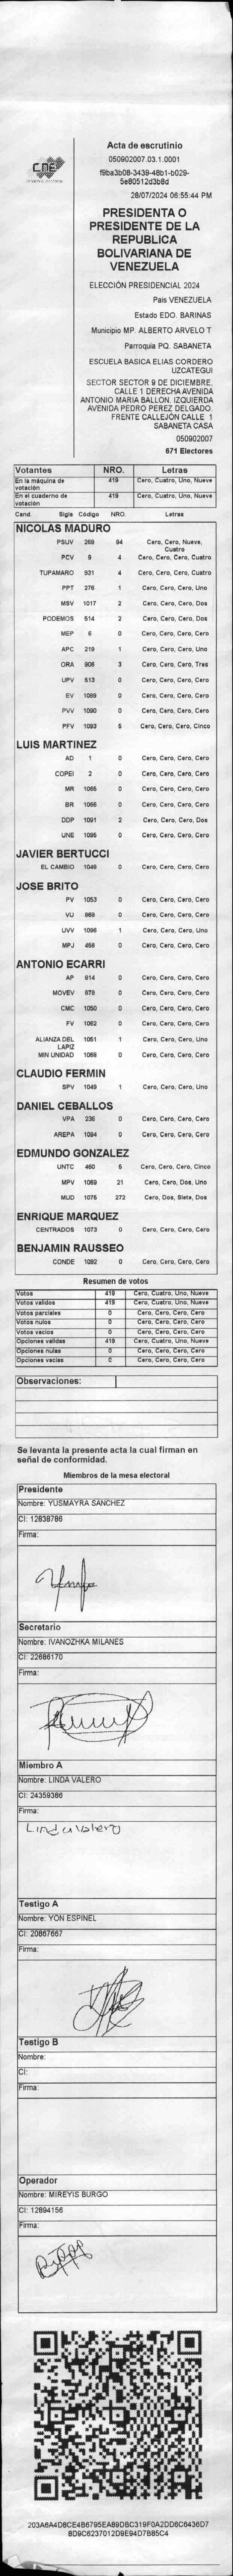 CNE
Acta de escrutinio
050902007.03.1.0001
f9ba3b08-3439-48b1-b029-
5e80512d3b8d
28/07/2024 06:55:44 PM
PRESIDENTA O
PRESIDENTE DE LA
REPUBLICA
BOLIVARIANA DE
VENEZUELA
ELECCIÓN PRESIDENCIAL 2024
Pais VENEZUELA
Estado EDO. BARINAS
Municipio MP. ALBERTO ARVELO T
Parroquia PQ. SABANETA
ESCUELA BASICA ELIAS CORDERO
UZCATEGUI
SECTOR SECTOR 9 DE DICIEMBRE.
CALLE 1 DERECHA AVENIDA
ANTONIO MARIA BALLON. IZQUIERDA
AVENIDA PEDRO PEREZ DELGADO.
FRENTE CALLEJÓN CALLE 1
SABANETA CASA
050902007
671 Electores
Votantes NRO. Letras
En la máquina de votación 419 Cero, Cuatro, Uno, Nueve
En el cuaderno de votación 419 Cero, Cuatro, Uno, Nueve
Cand. Sigla Código NRO. Letras
NICOLAS MADURO
PSUV 269 94 Cero, Cero, Nueve, Cuatro
PCV 9 4 Cero, Cero, Cero, Cuatro
TUPAMARO 931 4 Cero, Cero, Cero, Cuatro
PPT 276 1 Cero, Cero, Cero, Uno
MSV 1017 2 Cero, Cero, Cero, Dos
PODEMOS 514 2 Cero, Cero, Cero, Dos
MEP 6 0 Cero, Cero, Cero, Cero
APC 219 1 Cero, Cero, Cero, Uno
ORA 906 3 Cero, Cero, Cero, Tres
UPV 513 0 Cero, Cero, Cero, Cero
EV 1089 0 Cero, Cero, Cero, Cero
PVV 1090 0 Cero, Cero, Cero, Cero
PFV 1093 5 Cero, Cero, Cero, Cinco
LUIS MARTINEZ
AD 1 0 Cero, Cero, Cero, Cero
COPEI 2 0 Cero, Cero, Cero, Cero
MR 1065 0 Cero, Cero, Cero, Cero
BR 1066 0 Cero, Cero, Cero, Cero
DDP 1091 2 Cero, Cero, Cero, Dos
UNE 1095 0 Cero, Cero, Cero, Cero
JAVIER BERTUCCI
EL CAMBIO 1048 0 Cero, Cero, Cero, Cero
JOSE BRITO
PV 1053 0 Cero, Cero, Cero, Cero
VU 868 0 Cero, Cero, Cero, Cero
UVV 1096 1 Cero, Cero, Cero, Uno
MPJ 458 0 Cero, Cero, Cero, Cero
ANTONIO ECARRI
AP 914 0 Cero, Cero, Cero, Cero
MOVEV 978 0 Cero, Cero, Cero, Cero
CMC 1050 0 Cero, Cero, Cero, Cero
FV 1062 0 Cero, Cero, Cero, Cero
ALIANZA DEL LAPIZ 1051 1 Cero, Cero, Cero, Uno
MIN UNIDAD 1068 0 Cero, Cero, Cero, Cero
CLAUDIO FERMIN
SPV 1049 1 Cero, Cero, Cero, Uno
DANIEL CEBALLOS
VPA 236 0 Cero, Cero, Cero, Cero
AREPA 1094 0 Cero, Cero, Cero, Cero
EDMUNDO GONZALEZ
UNTC 460 5 Cero, Cero, Cero, Cinco
MPV 1069 21 Cero, Cero, Dos, Uno
MUD 1075 272 Cero, Dos, Siete, Dos
ENRIQUE MARQUEZ
CENTRADOS 1073 0 Cero, Cero, Cero, Cero
BENJAMIN RAUSSEO
CONDE 1092 0 Cero, Cero, Cero, Cero
Resumen de votos
Votos 419 Cero, Cuatro, Uno, Nueve
Votos validos 419 Cero, Cuatro, Uno, Nueve
Votos parciales 0 Cero, Cero, Cero, Cero
Votos nulos 0 Cero, Cero, Cero, Cero
Votos vacios 0 Cero, Cero, Cero, Cero
Opciones validas 419 Cero, Cuatro, Uno, Nueve
Opciones nulas 0 Cero, Cero, Cero, Cero
Opciones vacias 0 Cero, Cero, Cero, Cero
Observaciones:
Se levanta la presente acta la cual firman en
señal de conformidad.
Miembros de la mesa electoral
Presidente
Nombre: YUSMAYRA SANCHEZ
CI: 12838786
Firma:
Secretario
Nombre: IVANOZHKA MILANES
CI: 22686170
Firma:
Miembro A
Nombre: LINDA VALERO
CI: 24359386
Firma:
Linda Valero
Testigo A
Nombre: YON ESPINEL
CI: 20867667
Firma:
Testigo B
Nombre:
CI:
Firma:
Operador
Nombre: MIREYIS BURGO
CI: 12894156
Firma:
203A6A4D8CE4B6795EA89DBC319F0A2DD6C6436D7
8D9C6237012D9E94D7B85C4